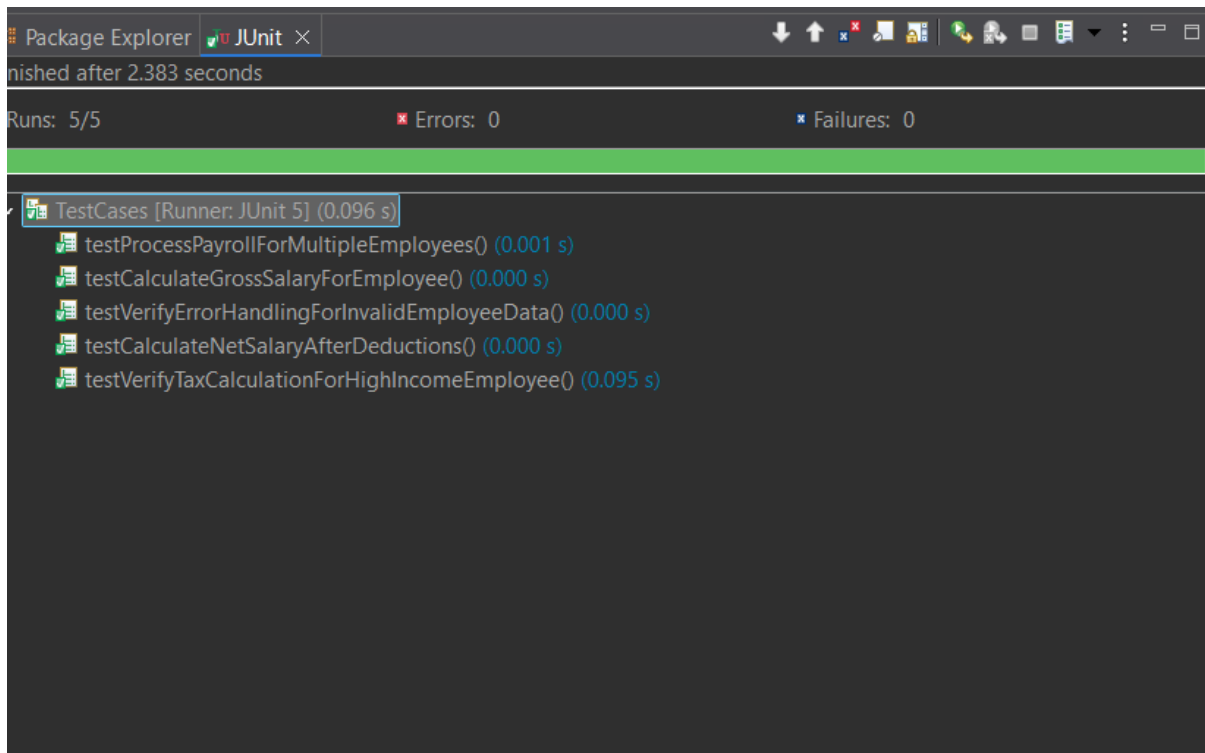 Package Explorer JUnit
nished after 2.383 seconds
Runs: 5/5 Errors: 0 Failures: 0
TestCases [Runner: JUnit 5] (0.096 s)
testProcessPayrollForMultipleEmployees() (0.001 s)
testCalculateGrossSalaryForEmployee() (0.000 s)
testVerifyErrorHandlingForInvalidEmployeeData() (0.000 s)
testCalculateNetSalaryAfterDeductions() (0.000 s)
testVerifyTaxCalculationForHighIncomeEmployee() (0.095 s)